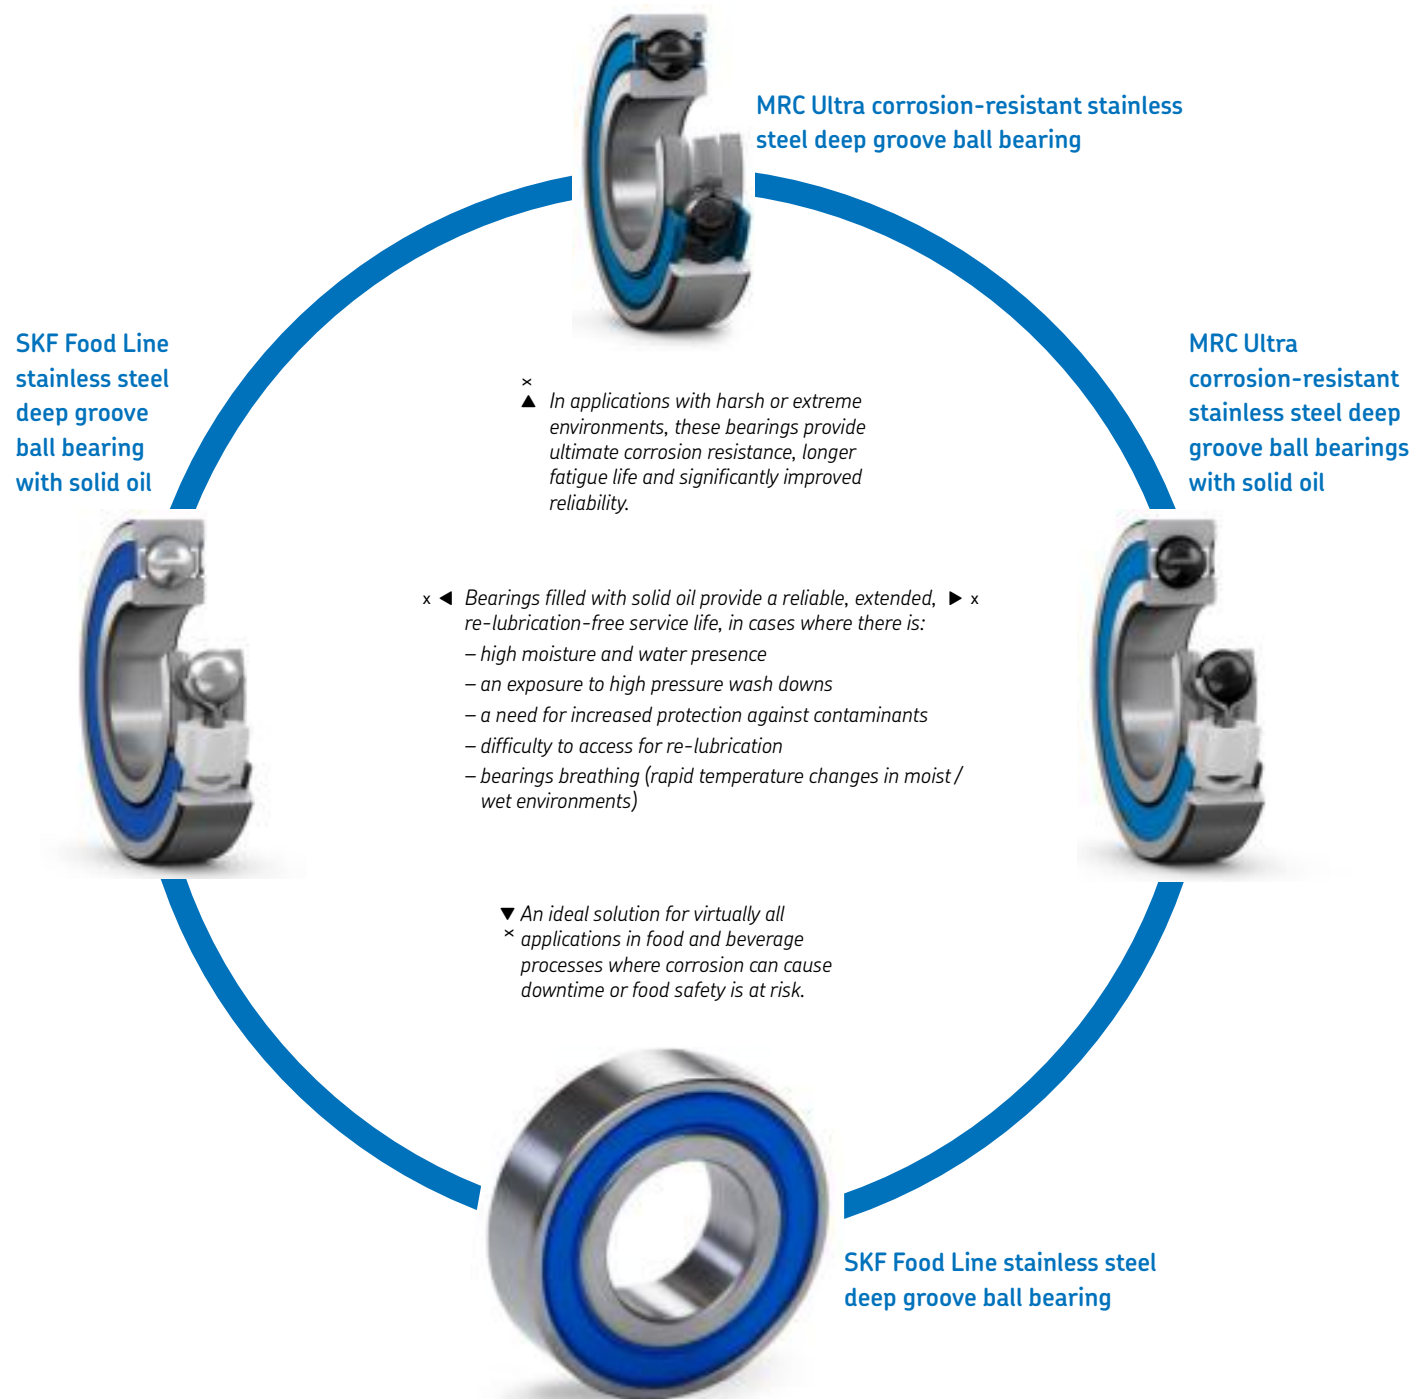 MRC Ultra corrosion-resistant stainless
steel deep groove ball bearing
SKF Food Line
stainless steel
deep groove
ball bearing
with solid oil
MRC Ultra
corrosion-resistant
stainless steel deep
groove ball bearings
with solid oil
x
▲ In applications with harsh or extreme
environments, these bearings provide
ultimate corrosion resistance, longer
fatigue life and significantly improved
reliability.
x ◀ Bearings filled with solid oil provide a reliable, extended, ▶ x
re-lubrication-free service life, in cases where there is:
– high moisture and water presence
– an exposure to high pressure wash downs
– a need for increased protection against contaminants
– difficulty to access for re-lubrication
– bearings breathing (rapid temperature changes in moist /
wet environments)
▼ An ideal solution for virtually all
x applications in food and beverage
processes where corrosion can cause
downtime or food safety is at risk.
SKF Food Line stainless steel
deep groove ball bearing